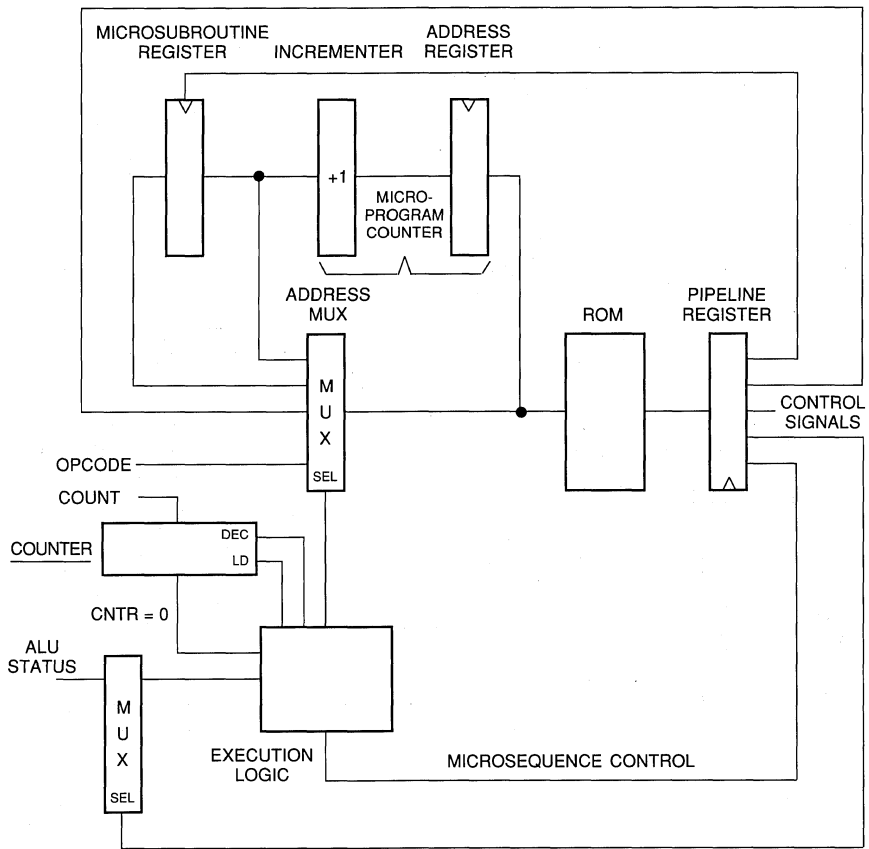 MICROSUBROUTINE
REGISTER
INCREMENTER
ADDRESS
REGISTER
+1
MICRO-
PROGRAM
COUNTER
ADDRESS
MUX
M
U
X
SEL
ROM
PIPELINE
REGISTER
CONTROL
SIGNALS
OPCODE
COUNT
COUNTER
DEC
LD
CNTR = 0
ALU
STATUS
M
U
X
SEL
EXECUTION
LOGIC
MICROSEQUENCE CONTROL